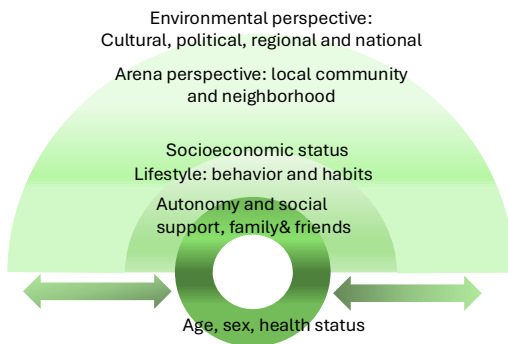 Environmental perspective:
Cultural, political, regional and national
Arena perspective: local community
and neighborhood
Socioeconomic status
Lifestyle: behavior and habits
Autonomy and social
support, family& friends
Age, sex, health status